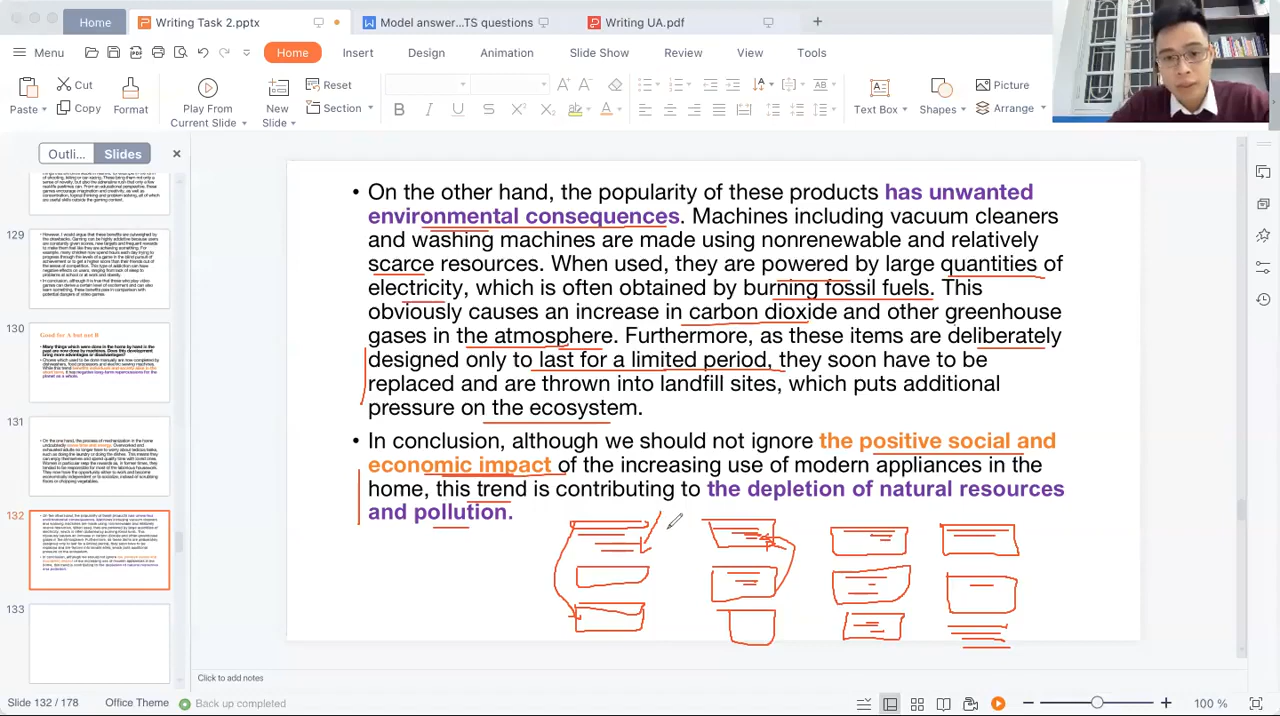 Home
Writing Task 2.pptx
Model answer...TS questions
Writing UA.pdf
Menu
Home
Insert
Design
Animation
Slide Show
Review
View
Tools
Paste
Cut
Copy
Format
Play From
Current Slide
New
Slide
Reset
Section
Text Box
Shapes
Picture
Arrange
Outli...
Slides
129
130
Good for A but not B
131
132
133
• On the other hand, the popularity of these products has unwanted
environmental consequences. Machines including vacuum cleaners
and washing machines are made using unrenewable and relatively
scarce resources. When used, they are powered by large quantities of
electricity, which is often obtained by burning fossil fuels. This
obviously causes an increase in carbon dioxide and other greenhouse
gases in the atmosphere. Furthermore, as these items are deliberately
designed only to last for a limited period, they soon have to be
replaced and are thrown into landfill sites, which puts additional
pressure on the ecosystem.
• In conclusion, although we should not ignore the positive social and
economic impact of the increasing use of modern appliances in the
home, this trend is contributing to the depletion of natural resources
and pollution
Click to add notes
Slide 132 / 178
Office Theme
Back up completed
100 %